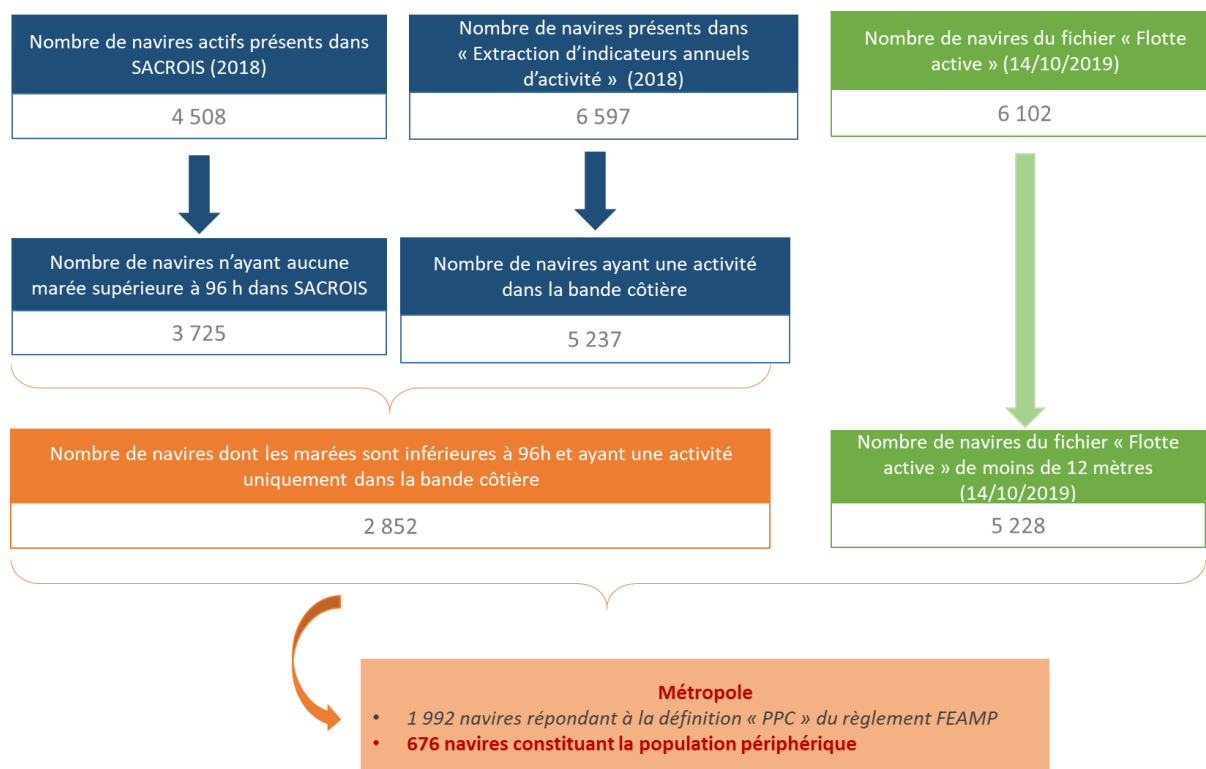 Nombre de navires actifs présents dans
SACROIS (2018)
4 508
Nombre de navires présents dans
« Extraction d'indicateurs annuels
d'activité » (2018)
6 597
Nombre de navires du fichier « Flotte
active » (14/10/2019)
6 102
Nombre de navires n'ayant aucune
marée supérieure à 96 h dans SACROIS
3 725
Nombre de navires ayant une activité
dans la bande côtière
5 237
Nombre de navires dont les marées sont inférieures à 96h et ayant une activité
uniquement dans la bande côtière
2 852
Nombre de navires du fichier « Flotte
active » de moins de 12 mètres
(14/10/2019)
5 228
Métropole
• 1 992 navires répondant à la définition « PPC » du règlement FEAMP
• 676 navires constituant la population périphérique